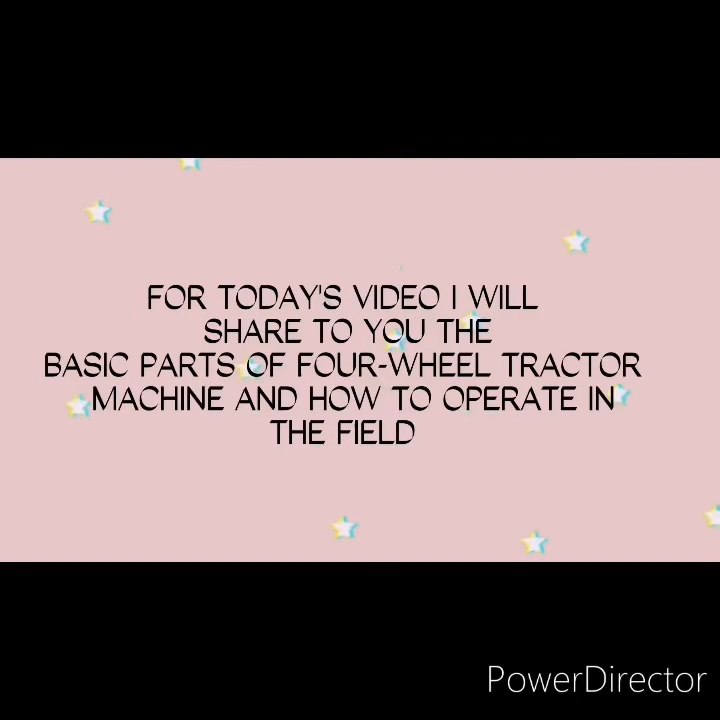 FOR TODAY'S VIDEO I WILL
SHARE TO YOU THE
BASIC PARTS OF FOUR-WHEEL TRACTOR
MACHINE AND HOW TO OPERATE IN
THE FIELD
PowerDirector